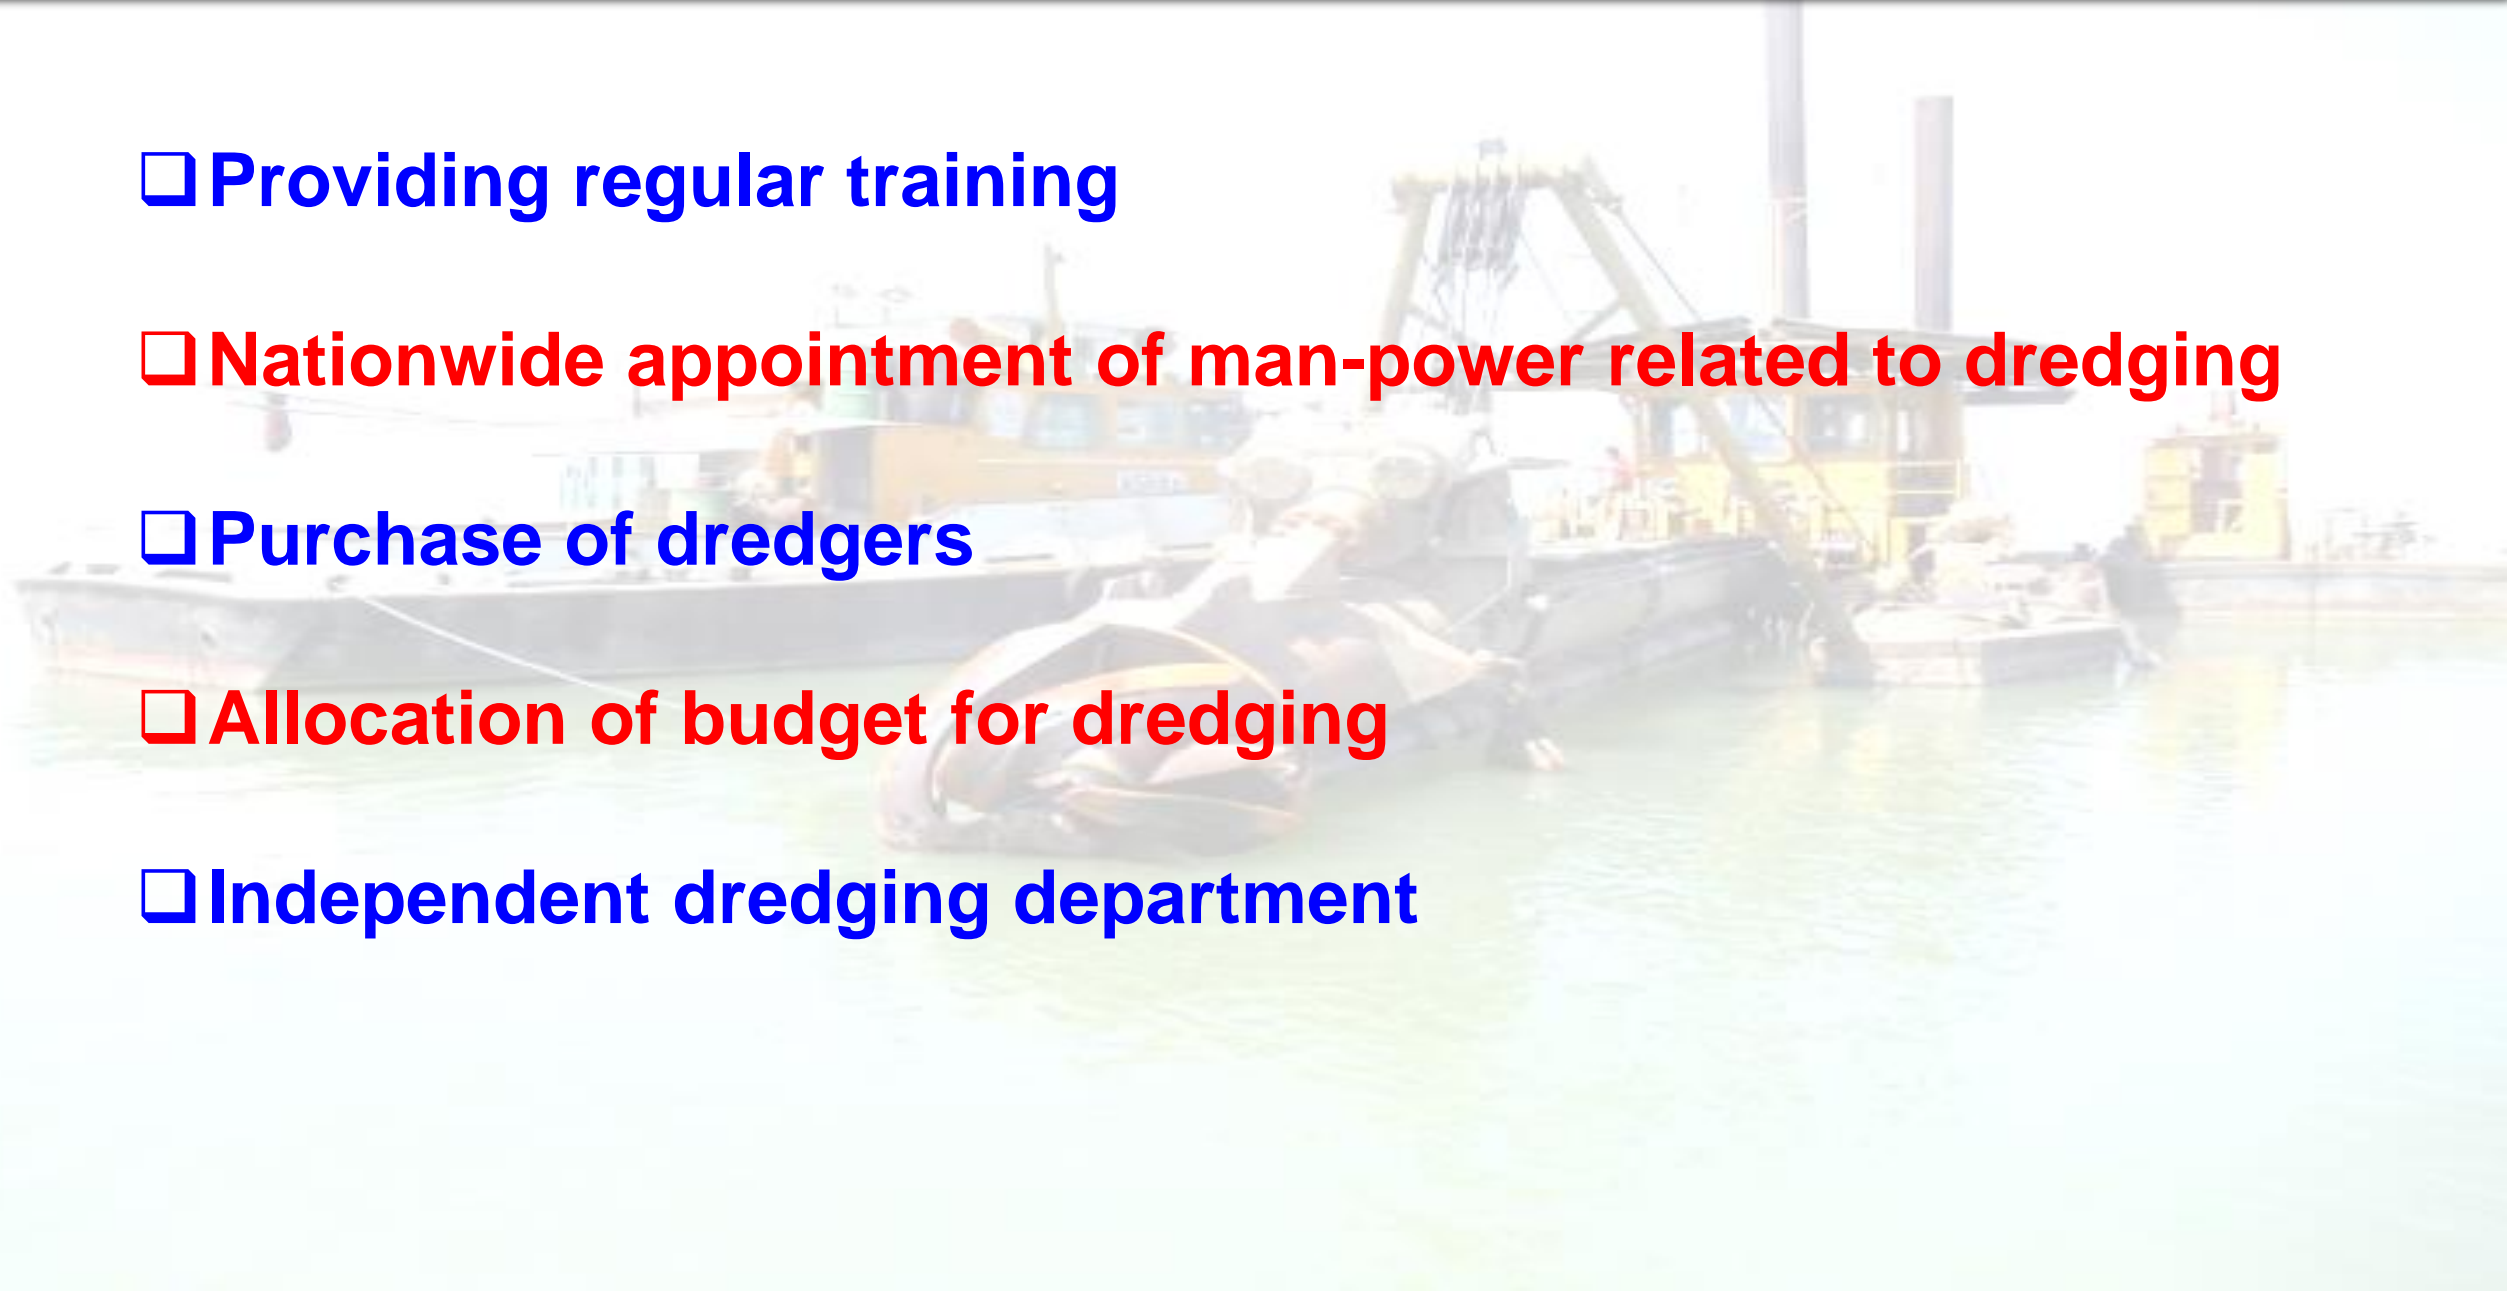 ❑Providing regular training
❑Nationwide appointment of man-power related to dredging
❑Purchase of dredgers
❑Allocation of budget for dredging
❑Independent dredging department